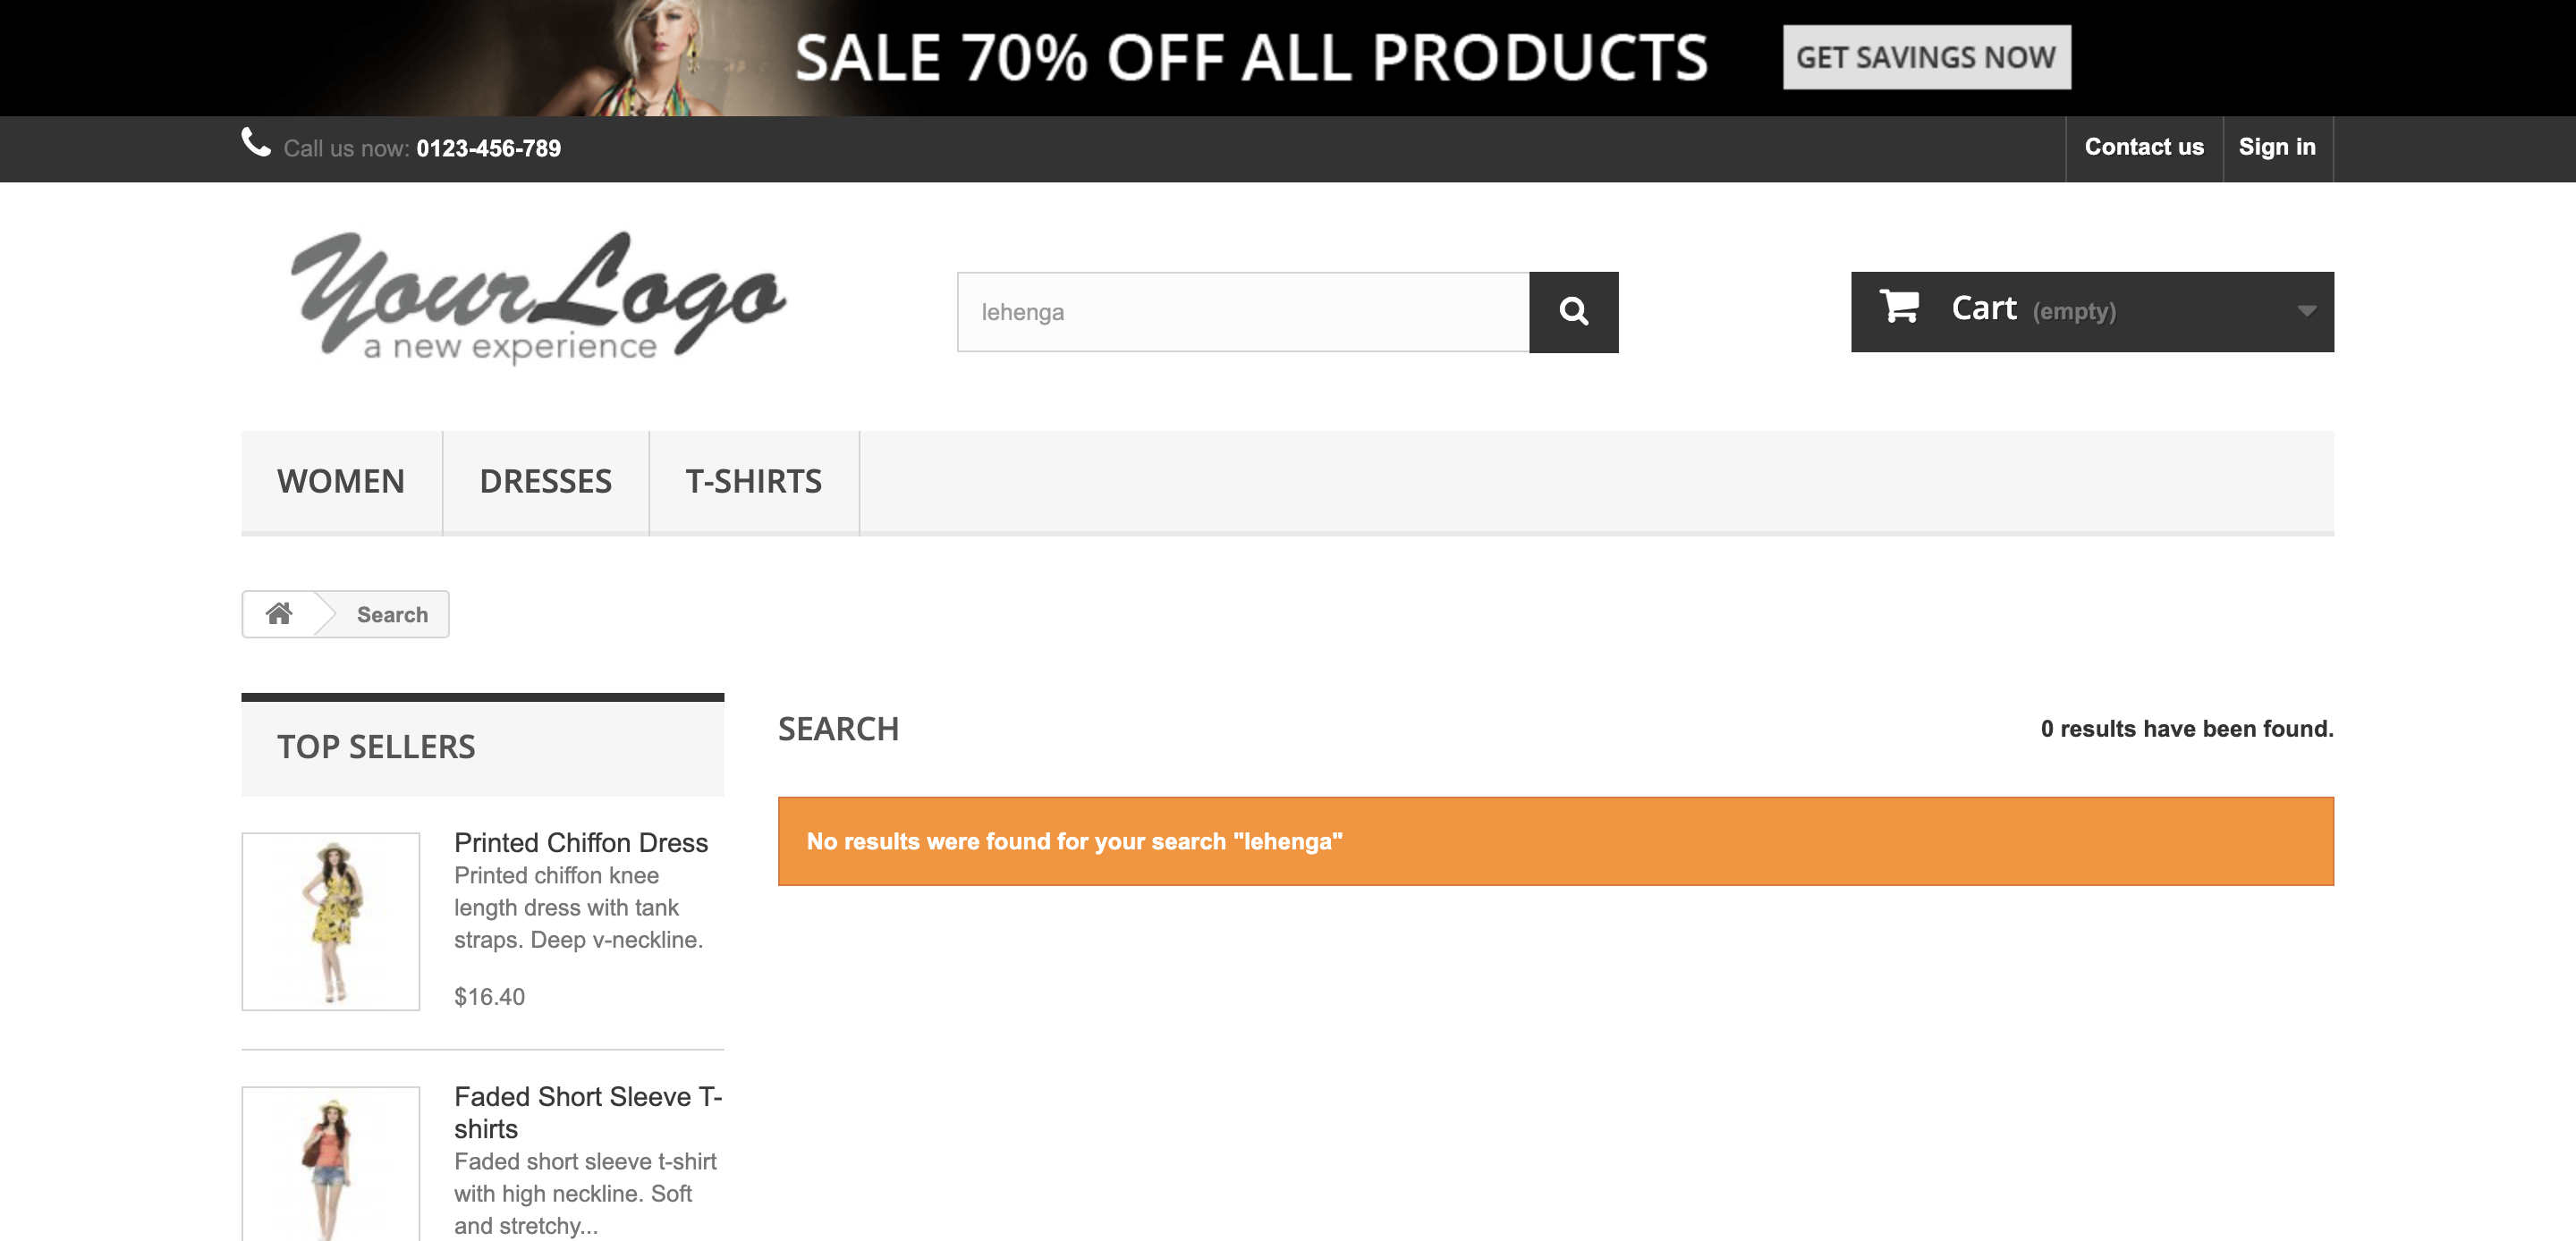 SALE 70% OFF ALL PRODUCTS
GET SAVINGS NOW
Call us now: 0123-456-789
Contact us
Sign in
Your Logo
a new experience
lehenga
Cart (empty)
WOMEN
DRESSES
T-SHIRTS
Search
TOP SELLERS
Printed Chiffon Dress
Printed chiffon knee
length dress with tank
straps. Deep v-neckline.
$16.40
Faded Short Sleeve T-
shirts
Faded short sleeve t-shirt
with high neckline. Soft
and stretchy...
SEARCH
0 results have been found.
No results were found for your search "lehenga"